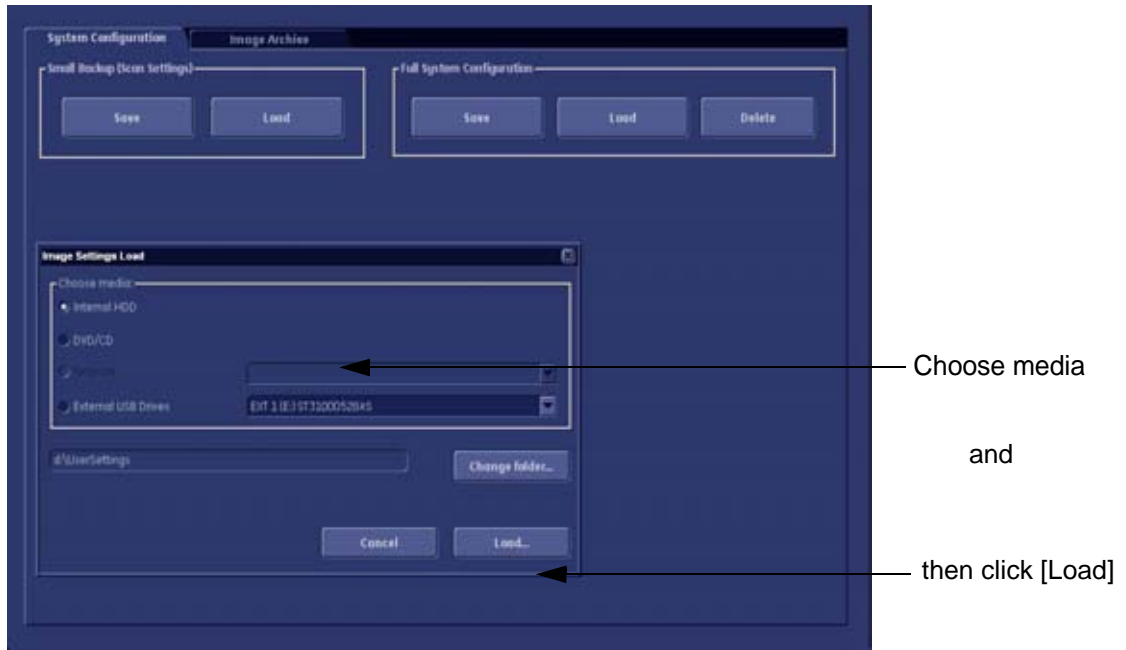 System Configuration
Image Archive
Small Backup (Scan Settings)
Save
Load
Full System Configuration
Save
Load
Delete
Image Settings Load
Choose media:
Internal HDD
DVD/CD
External USB Drives
EXT 1 (E:)
d:\UserSettings
Change folder...
Cancel
Load...
Choose media
and
then click [Load]